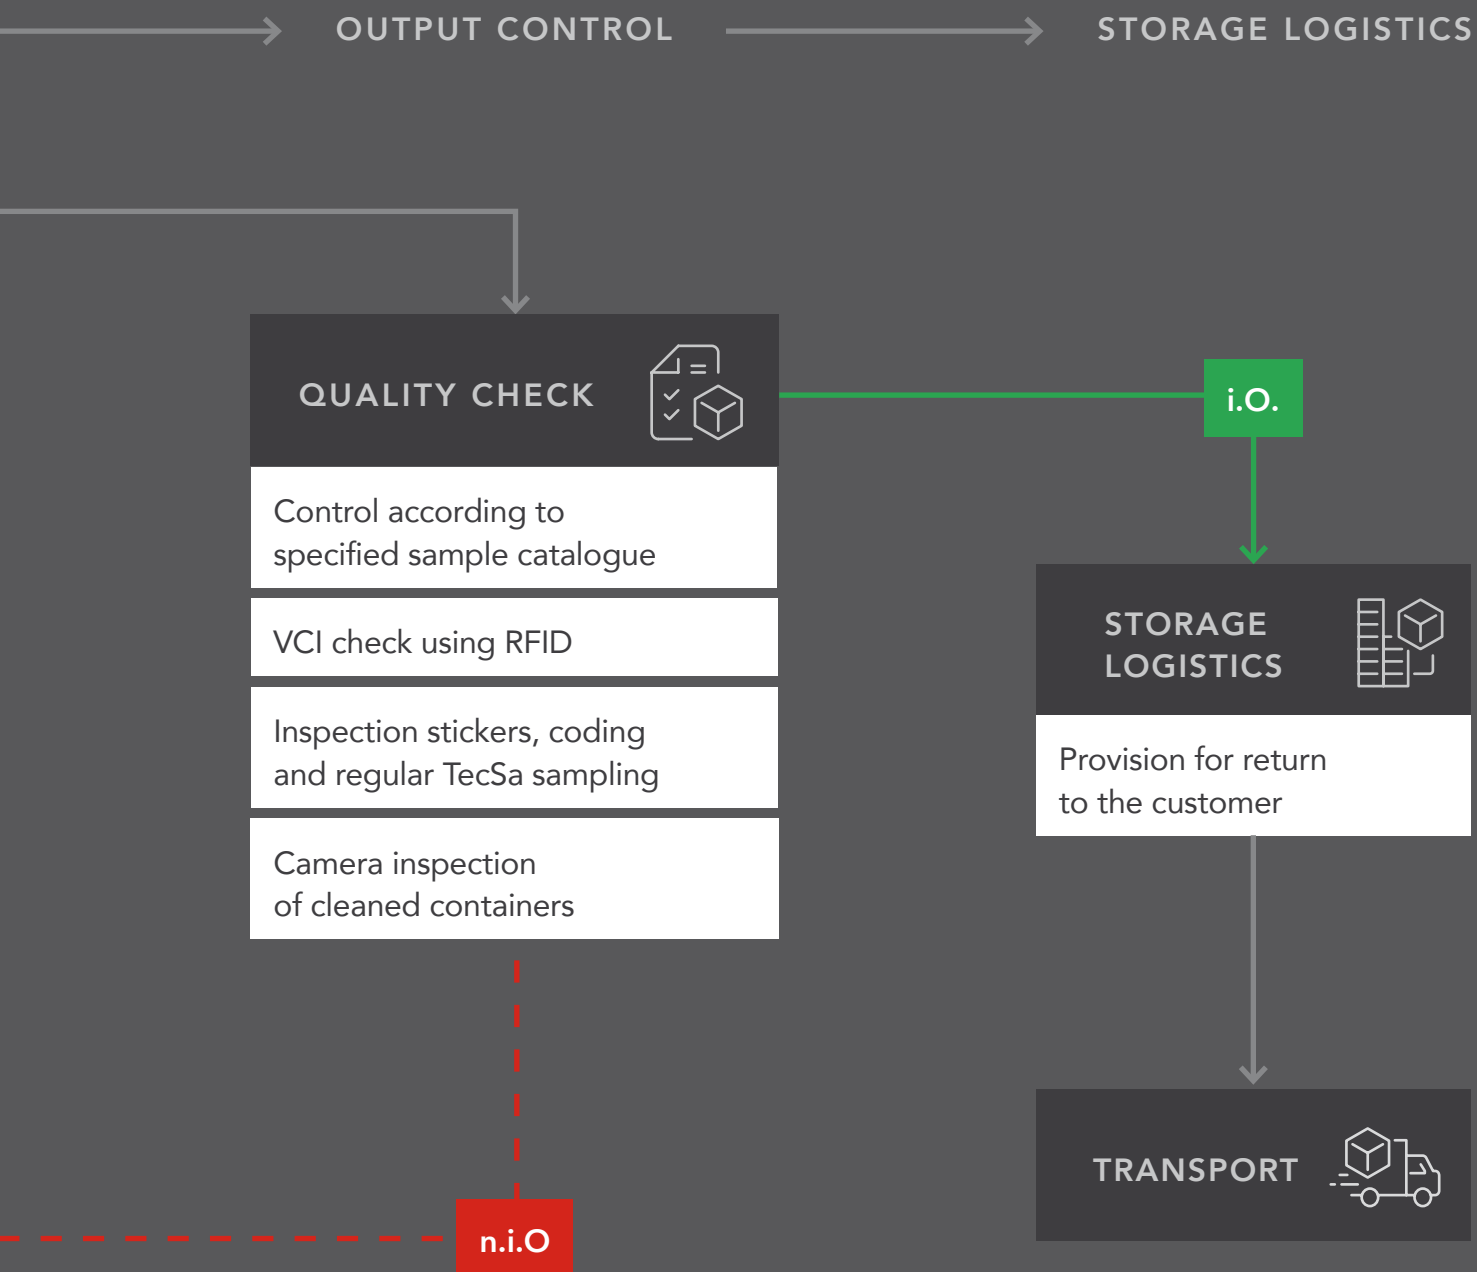 OUTPUT CONTROL
STORAGE LOGISTICS
QUALITY CHECK
Control according to
specified sample catalogue
VCI check using RFID
Inspection stickers, coding
and regular TecSa sampling
Camera inspection
of cleaned containers
n.i.O
i.O.
STORAGE
LOGISTICS
Provision for return
to the customer
TRANSPORT